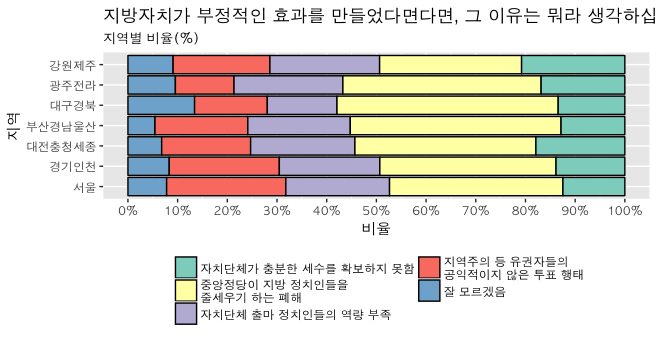 지방자치가 부정적인 효과를 만들었다면다면, 그 이유는 뭐라 생각하십
지역별 비율(%)
강원제주
광주전라
대구경북
부산경남울산
대전충청세종
경기인천
서울
지역
0% 10% 20% 30% 40% 50% 60% 70% 80% 90% 100%
비율
자치단체가 충분한 세수를 확보하지 못함
중앙정당이 지방 정치인들을
줄세우기 하는 폐해
자치단체 출마 정치인들의 역량 부족
지역주의 등 유권자들의
공익적이지 않은 투표 행태
잘 모르겠음